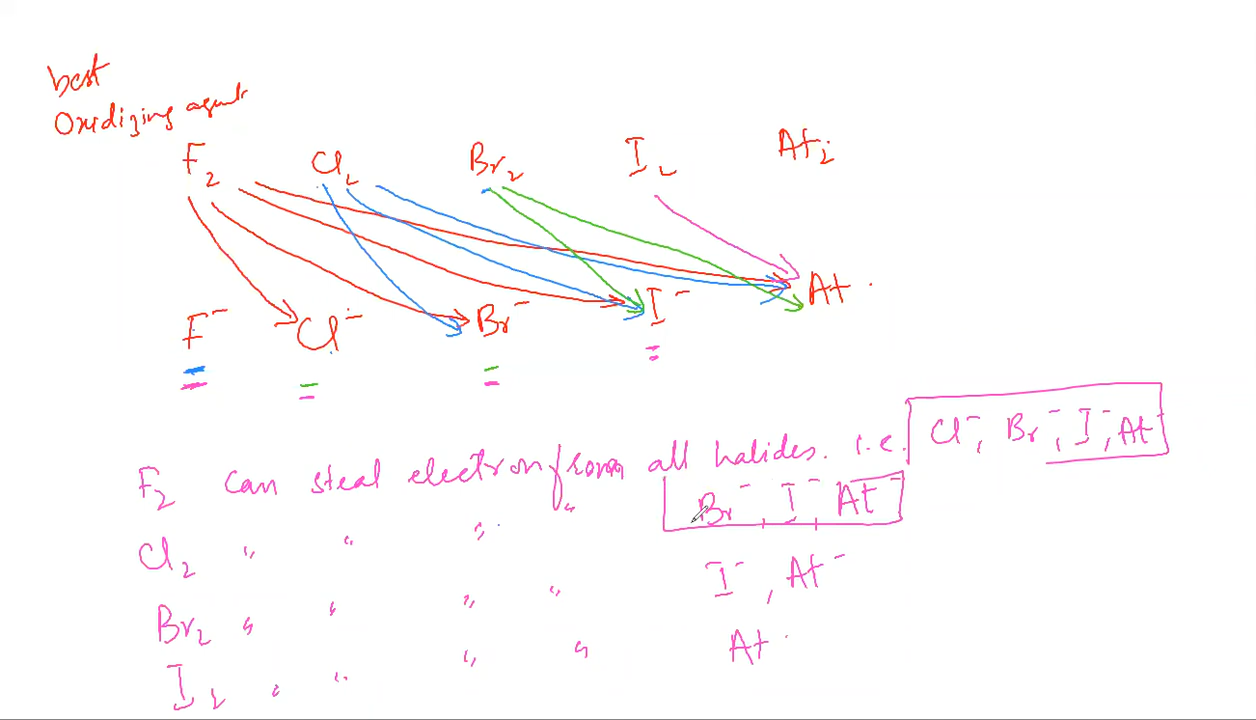 best
Oxidizing agent
F₂ Cl₂ Br₂ I₂ At₂
F⁻ Cl⁻ Br⁻ I⁻ At⁻
F₂ can steal electron from all halides. i.e. Cl⁻, Br⁻, I⁻, At⁻
Cl₂ " " " " Br⁻, I⁻, At⁻
Br₂ " " " " I⁻, At⁻
I₂ " " " " At⁻